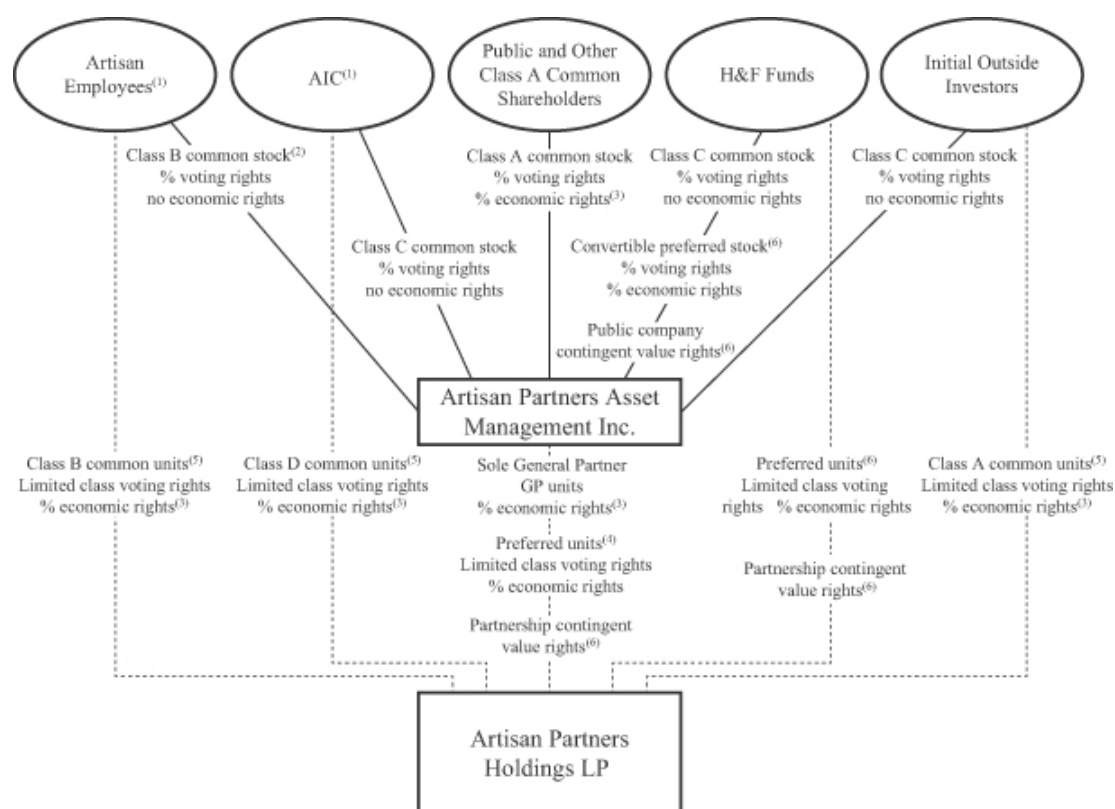 Artisan
Employees(1)
AIC(1)
Public and Other
Class A Common
Shareholders
H&F Funds
Initial Outside
Investors
Class B common stock(2)
% voting rights
no economic rights
Class C common stock
% voting rights
no economic rights
Class A common stock
% voting rights
% economic rights(3)
Class C common stock
% voting rights
no economic rights
Convertible preferred stock(6)
% voting rights
% economic rights
Public company
contingent value rights(6)
Class C common stock
% voting rights
no economic rights
Artisan Partners Asset
Management Inc.
Class B common units(5)
Limited class voting rights
% economic rights(3)
Class D common units(5)
Limited class voting rights
% economic rights(3)
Sole General Partner
GP units
% economic rights(3)
Preferred units(4)
Limited class voting rights
% economic rights
Partnership contingent
value rights(6)
Preferred units(6)
Limited class voting
rights % economic rights
Partnership contingent
value rights(6)
Class A common units(5)
Limited class voting rights
% economic rights(3)
Artisan Partners
Holdings LP